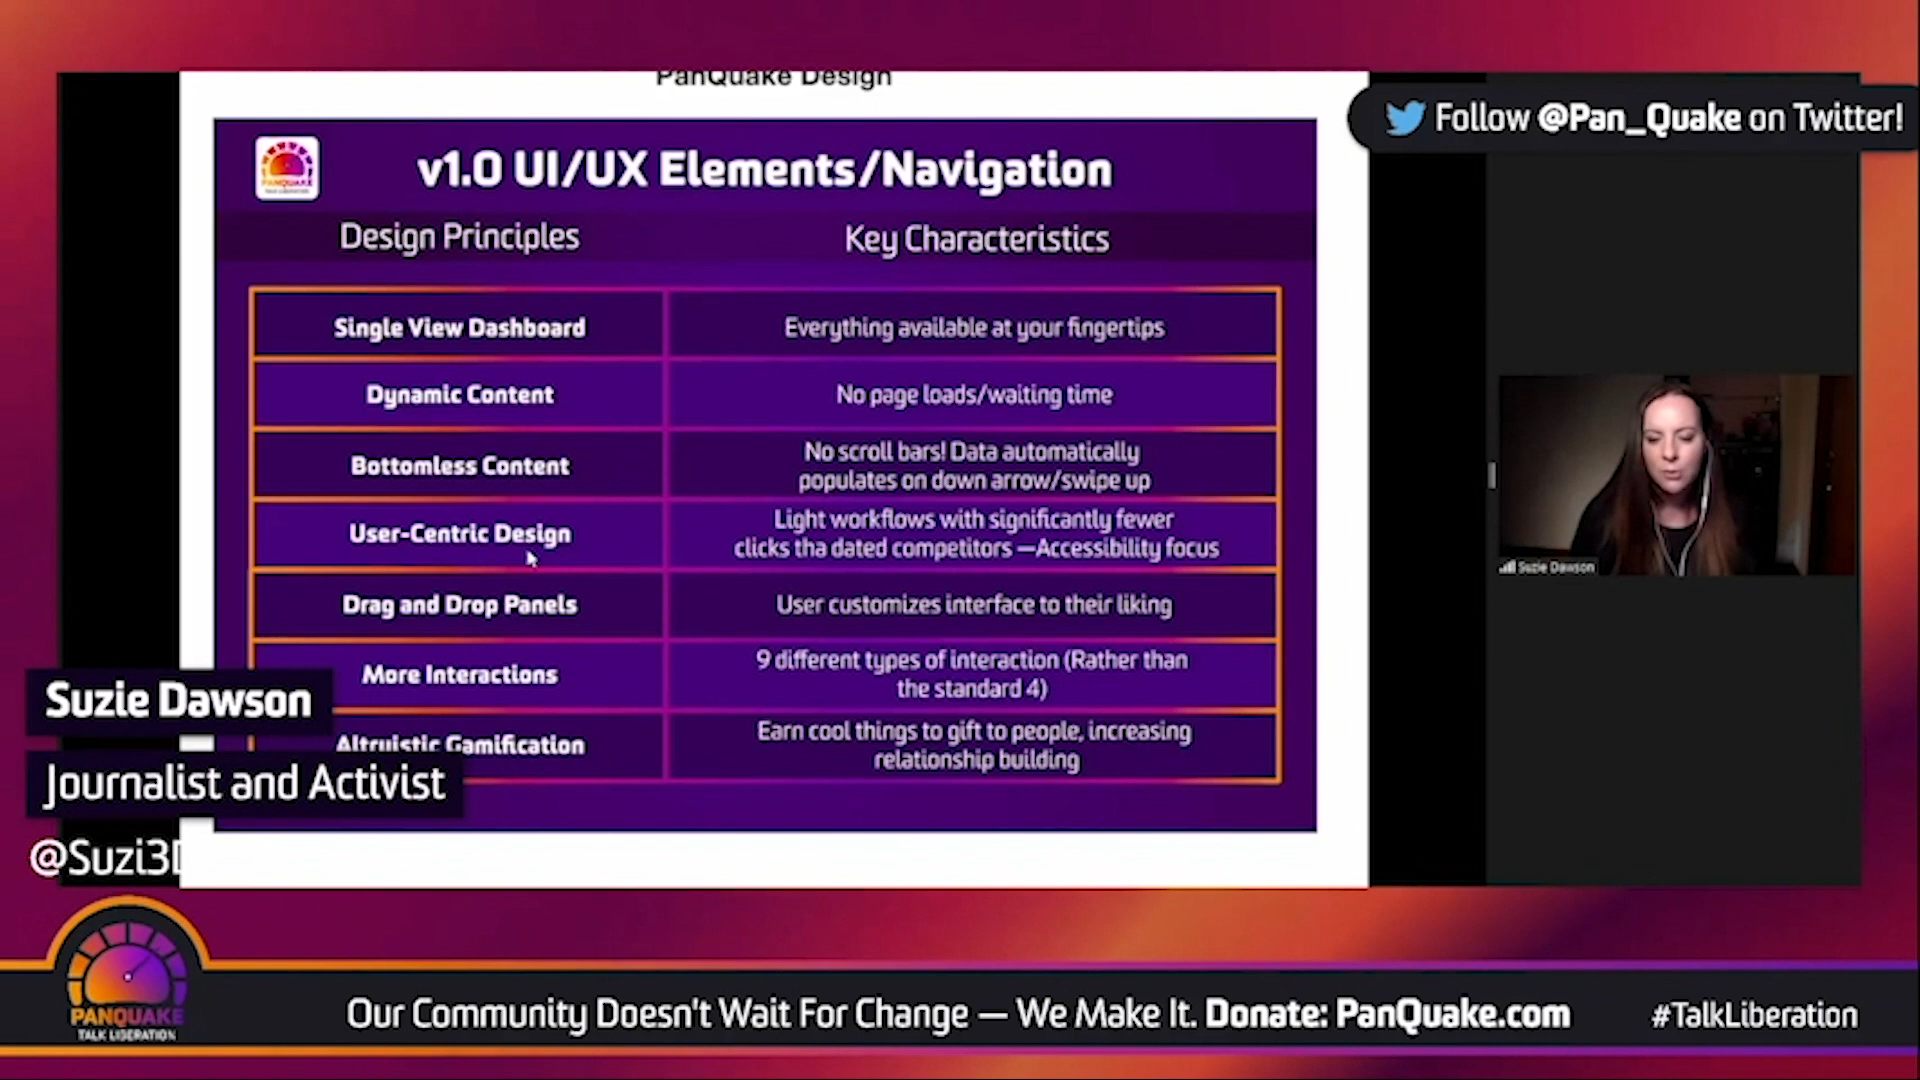 PanQuake Design
Follow @Pan_Quake on Twitter!
PANQUAKE
v1.0 UI/UX Elements/Navigation
Design Principles
Key Characteristics
Single View Dashboard
Everything available at your fingertips
Dynamic Content
No page loads/waiting time
Bottomless Content
No scroll bars! Data automatically
populates on down arrow/swipe up
User-Centric Design
Light workflows with significantly fewer
clicks tha dated competitors —Accessibility focus
Drag and Drop Panels
User customizes interface to their liking
More Interactions
9 different types of interaction (Rather than
the standard 4)
Altruistic Gamification
Earn cool things to gift to people, increasing
relationship building
Suzie Dawson
Suzie Dawson
Journalist and Activist
@Suzi3D
PANQUAKE
TALK LIBERATION
Our Community Doesn't Wait For Change — We Make It. Donate: PanQuake.com
#TalkLiberation